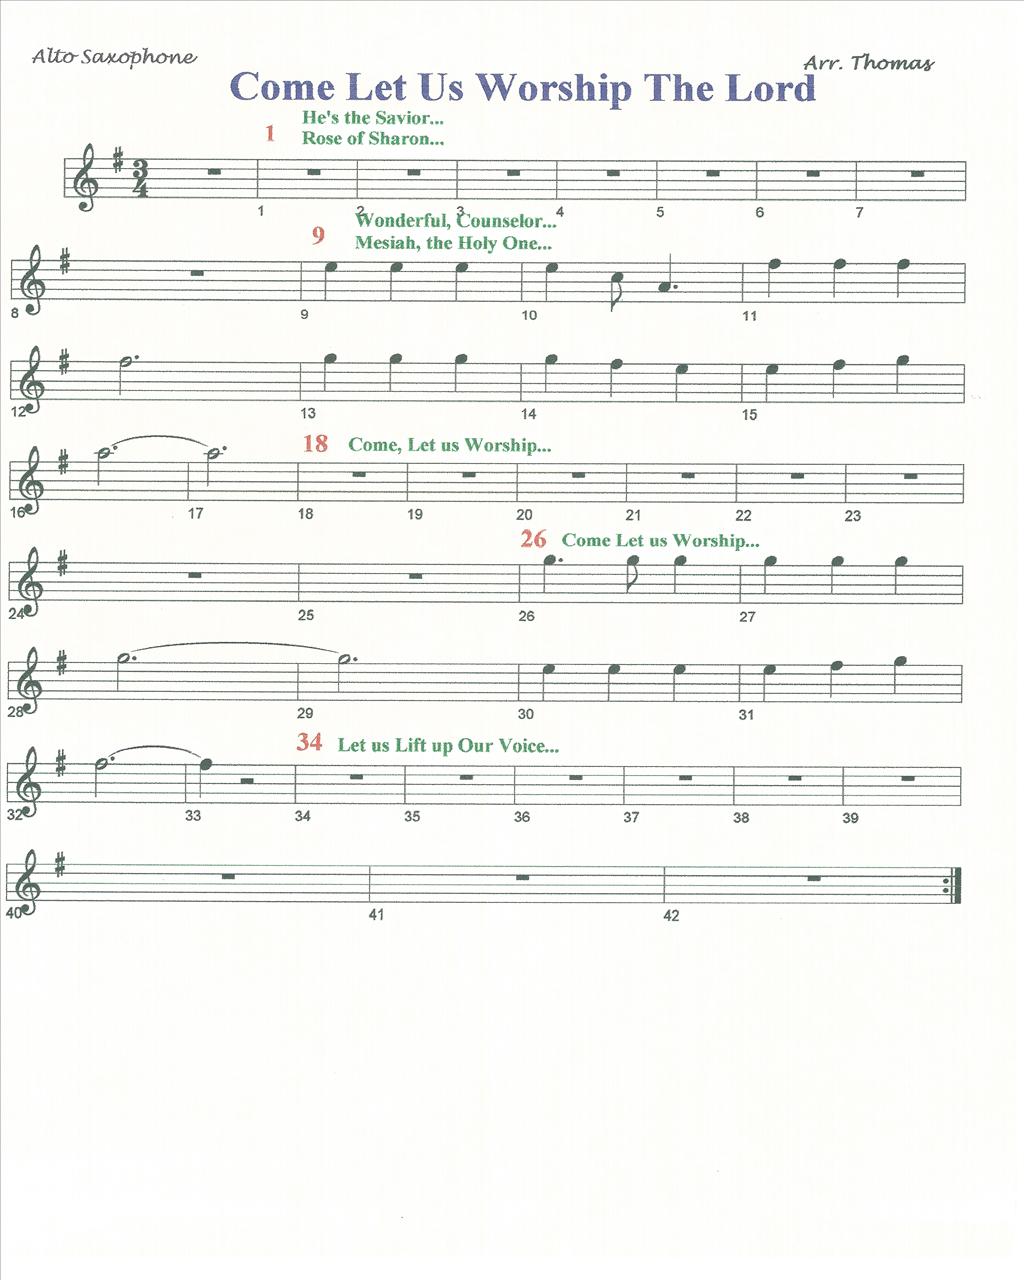 Alto Saxophone
Arr. Thomas
Come Let Us Worship The Lord
He's the Savior...
1 Rose of Sharon...
3
4
1 2 3 4 5 6 7
Wonderful, Counselor...
9 Mesiah, the Holy One...
8 9 10 11
12 13 14 15
18 Come, Let us Worship...
16 17 18 19 20 21 22 23
26 Come Let us Worship...
24 25 26 27
28 29 30 31
34 Let us Lift up Our Voice...
32 33 34 35 36 37 38 39
40 41 42